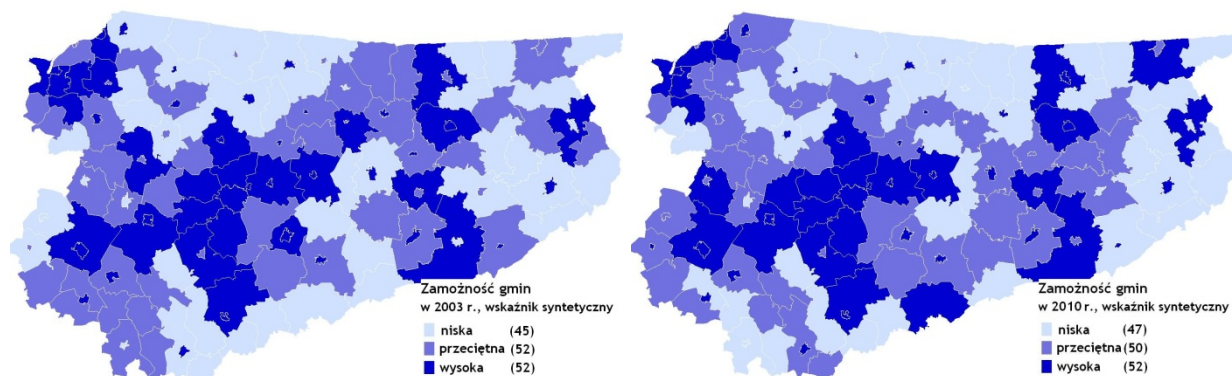 Zamożność gmin
w 2003 r., wskaźnik syntetyczny
niska (45)
przeciętna (52)
wysoka (52)
Zamożność gmin
w 2010 r., wskaźnik syntetyczny
niska (47)
przeciętna (50)
wysoka (52)